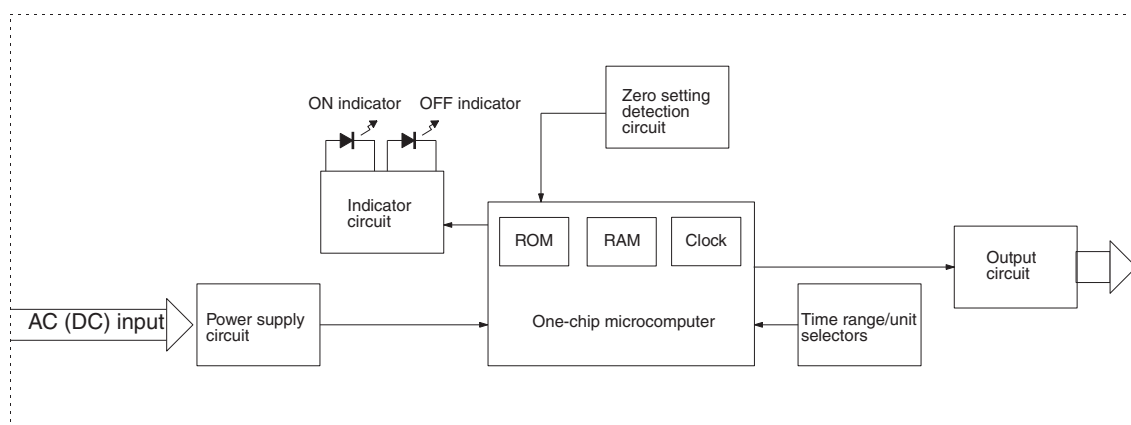 Zero setting
detection
circuit
ON indicator
OFF indicator
Indicator
circuit
ROM
RAM
Clock
Output
circuit
AC (DC) input
Power supply
circuit
One-chip microcomputer
Time range/unit
selectors